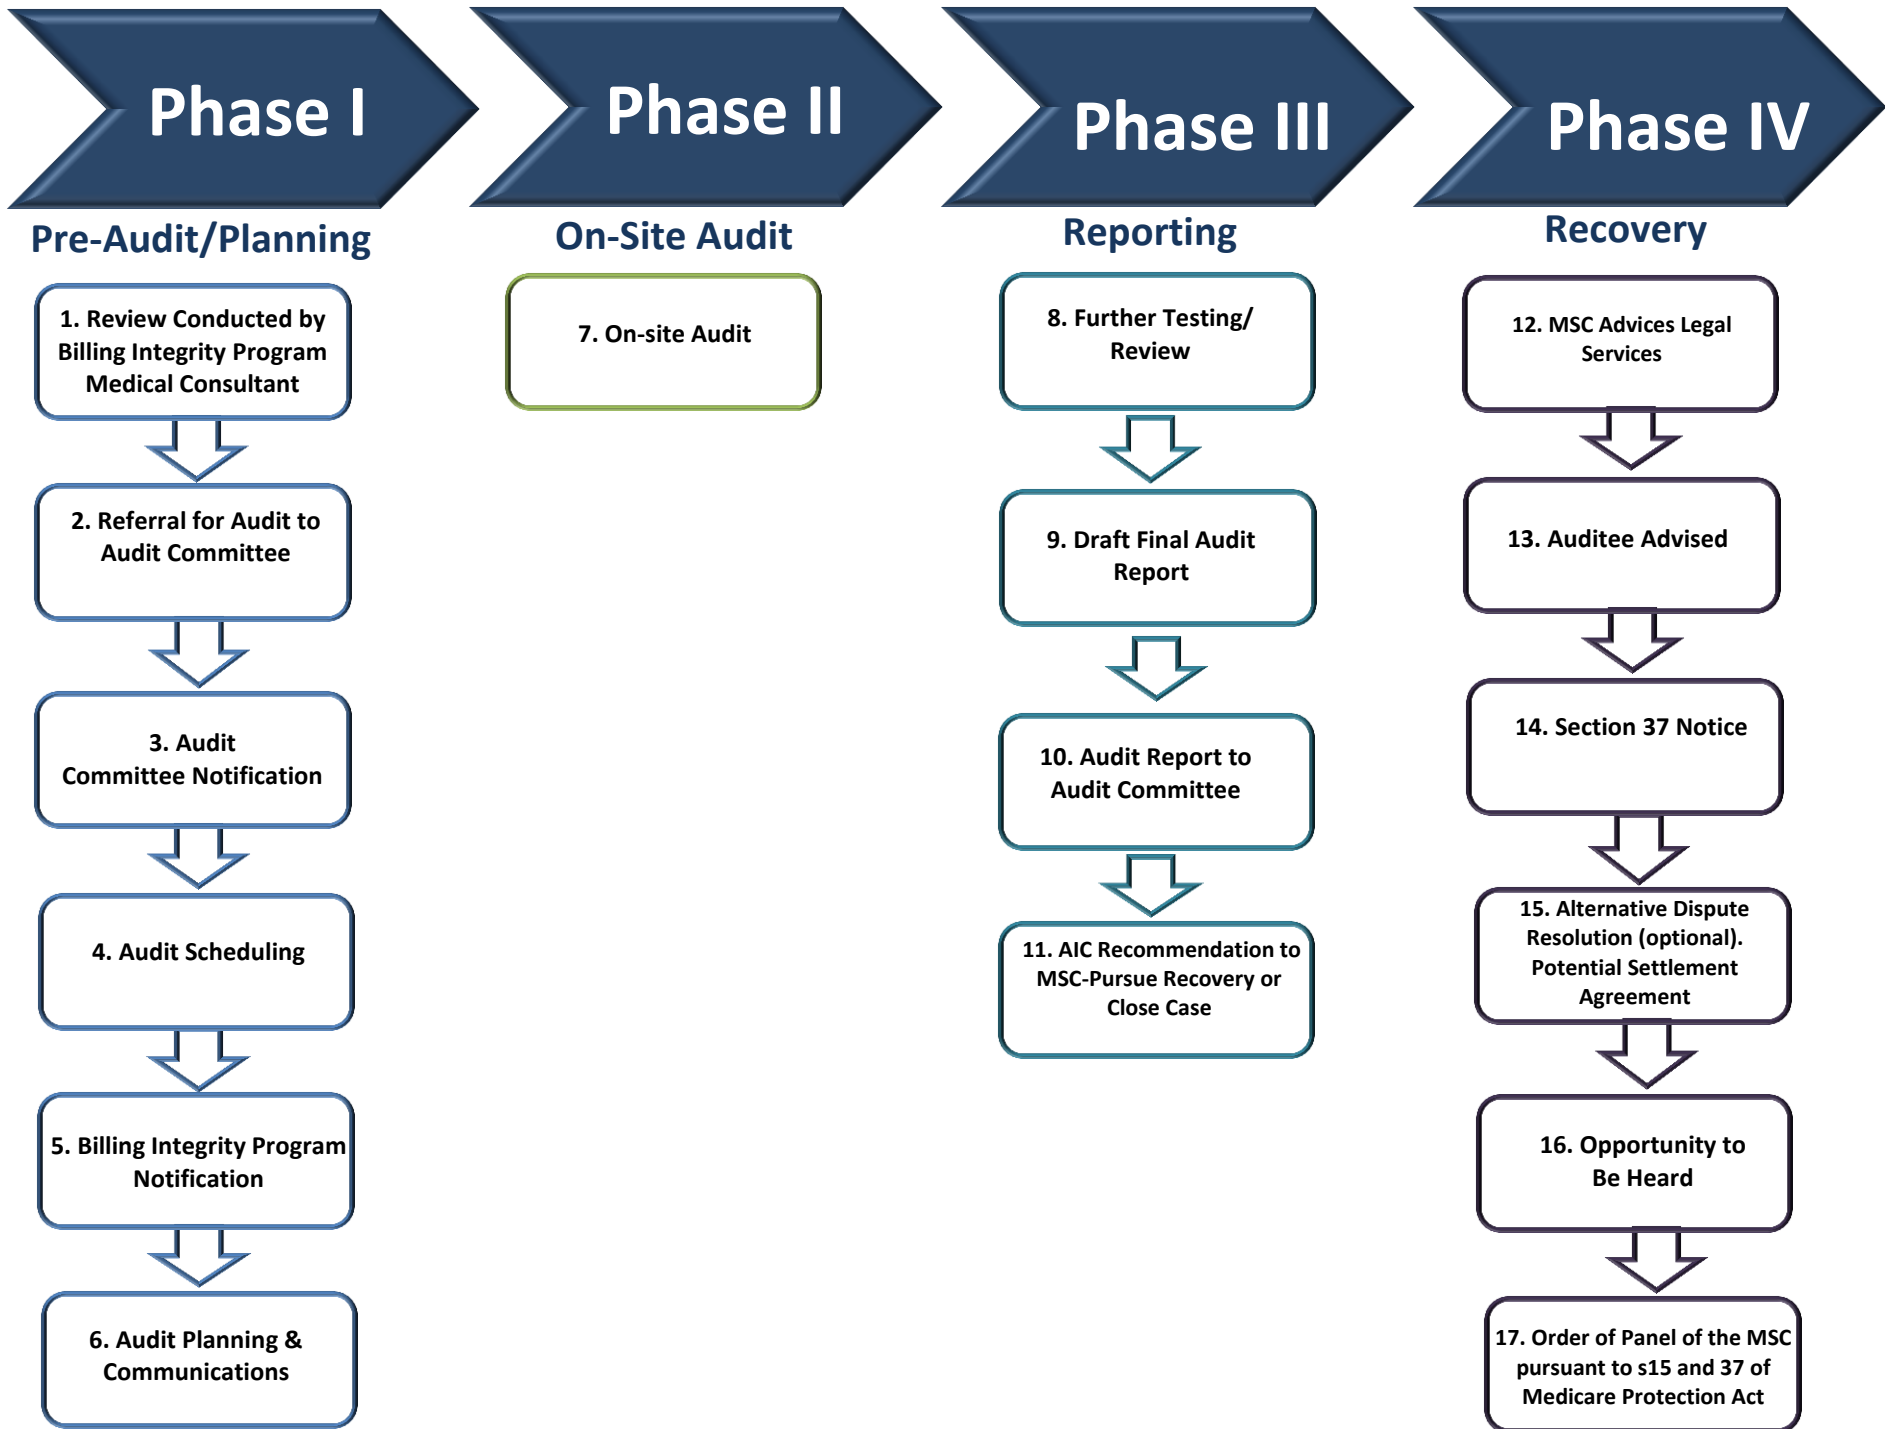 Phase I
Phase II
Phase III
Phase IV
Pre-Audit/Planning
On-Site Audit
Reporting
Recovery
1. Review Conducted by
Billing Integrity Program
Medical Consultant
2. Referral for Audit to
Audit Committee
3. Audit
Committee Notification
4. Audit Scheduling
5. Billing Integrity Program
Notification
6. Audit Planning &
Communications
7. On-site Audit
8. Further Testing/
Review
9. Draft Final Audit
Report
10. Audit Report to
Audit Committee
11. AIC Recommendation to
MSC-Pursue Recovery or
Close Case
12. MSC Advices Legal
Services
13. Auditee Advised
14. Section 37 Notice
15. Alternative Dispute
Resolution (optional).
Potential Settlement
Agreement
16. Opportunity to
Be Heard
17. Order of Panel of the MSC
pursuant to s15 and 37 of
Medicare Protection Act